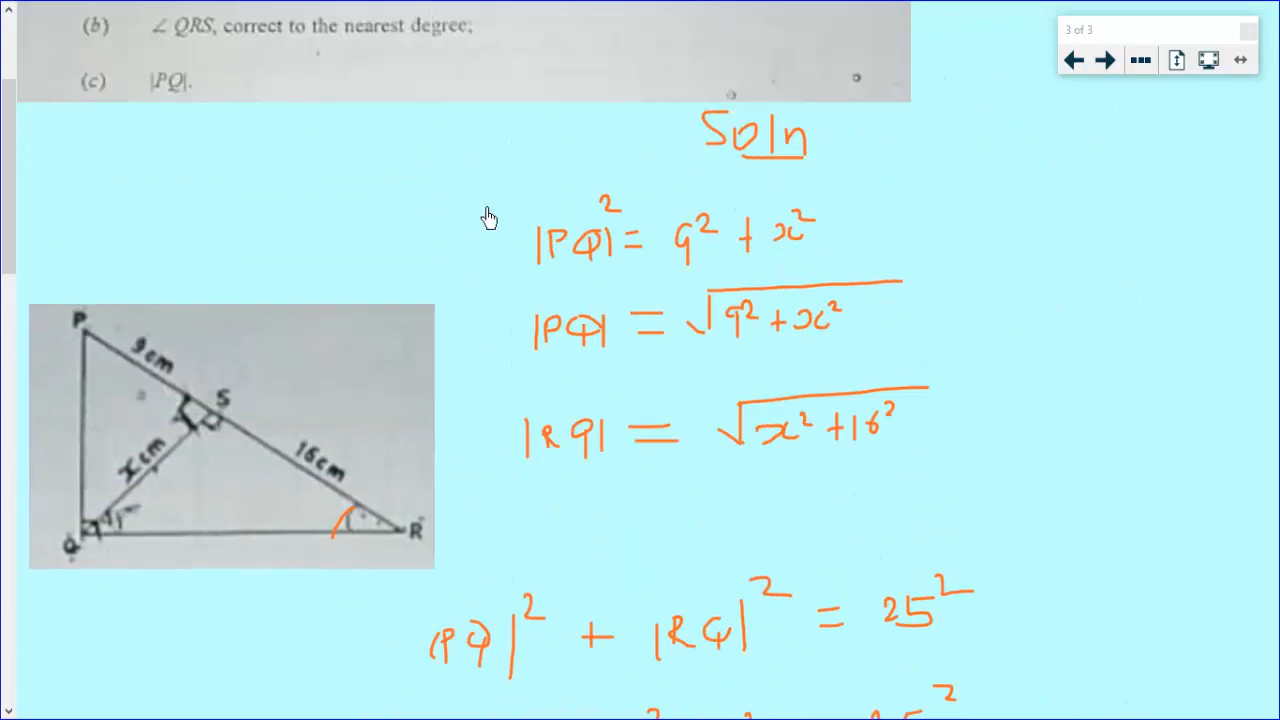 (b) ∠ QRS, correct to the nearest degree;
(c) |PQ|.
3 of 3
Soln
|PQ|² = 9² + x²
|PQ| = √9² + x²
|RQ| = √x² + 16²
P
9cm
S
x cm
16cm
Q
R
|PQ|² + |RQ|² = 25²